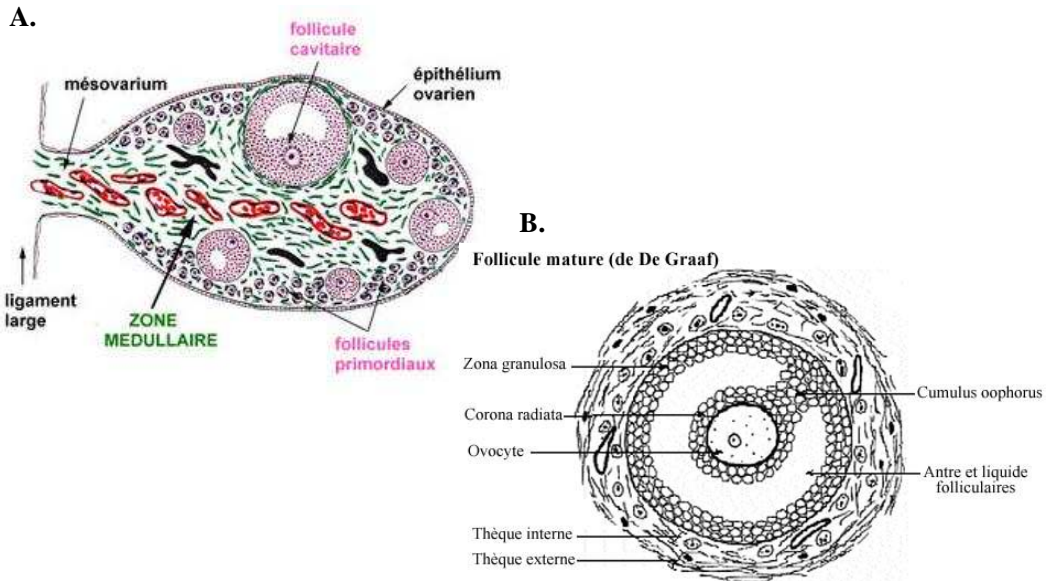 A.
follicule
cavitaire
mésovarium
épithélium
ovarien
ligament
large
ZONE
MEDULLAIRE
follicules
primordiaux
B.
Follicule mature (de De Graaf)
Zona granulosa
Corona radiata
Ovocyte
Cumulus oophorus
Antre et liquide
folliculaires
Thèque interne
Thèque externe